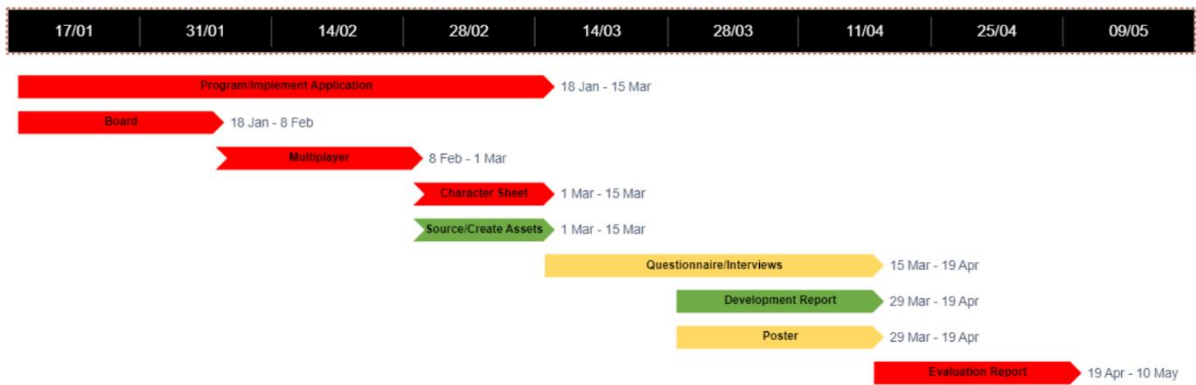 17/01 31/01 14/02 28/02 14/03 28/03 11/04 25/04 09/05
Program/Implement Application 18 Jan - 15 Mar
Board 18 Jan - 8 Feb
Multiplayer 8 Feb - 1 Mar
Character Sheet 1 Mar - 15 Mar
Source/Create Assets 1 Mar - 15 Mar
Questionnaire/Interviews 15 Mar - 19 Apr
Development Report 29 Mar - 19 Apr
Poster 29 Mar - 19 Apr
Evaluation Report 19 Apr - 10 May